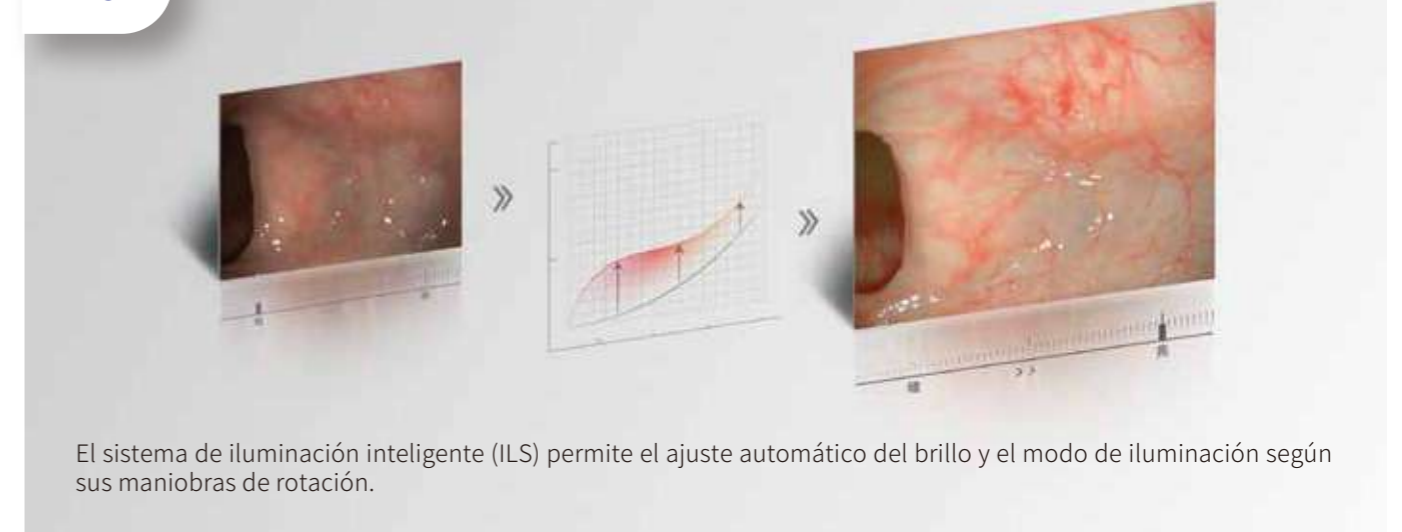 El sistema de iluminación inteligente (ILS) permite el ajuste automático del brillo y el modo de iluminación según
sus maniobras de rotación.